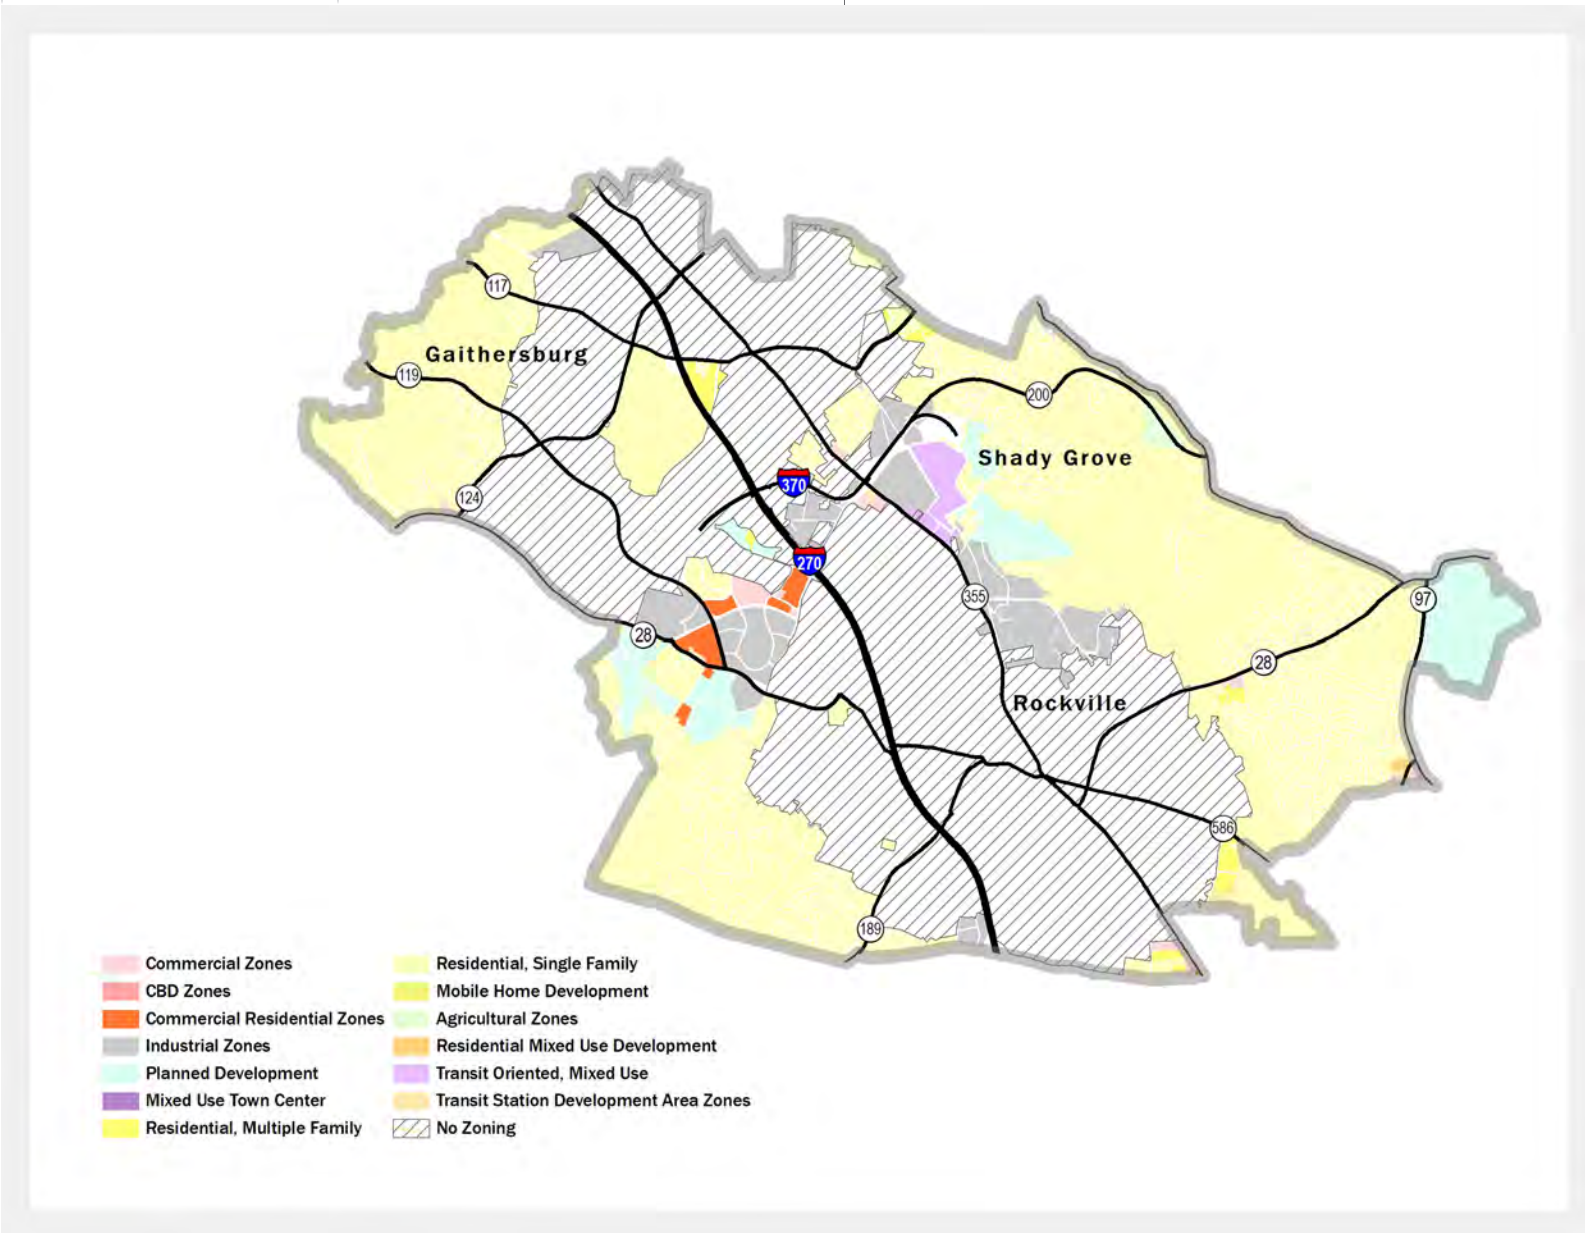 117
Gaithersburg
119
200
Shady Grove
370
124
270
355
97
28
28
Rockville
586
189
Commercial Zones
CBD Zones
Commercial Residential Zones
Industrial Zones
Planned Development
Mixed Use Town Center
Residential, Multiple Family
Residential, Single Family
Mobile Home Development
Agricultural Zones
Residential Mixed Use Development
Transit Oriented, Mixed Use
Transit Station Development Area Zones
No Zoning